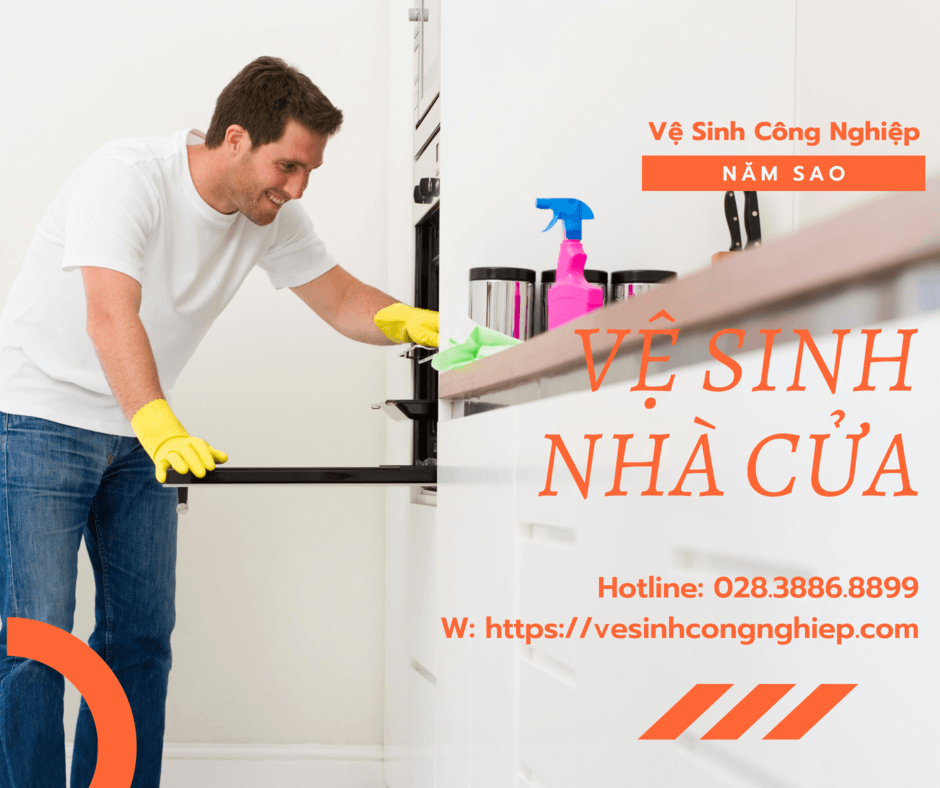 Vệ Sinh Công Nghiệp
NĂM SAO
VỆ SINH
NHÀ CỬA
Hotline: 028.3886.8899
W: https://vesinhcongnghiep.com